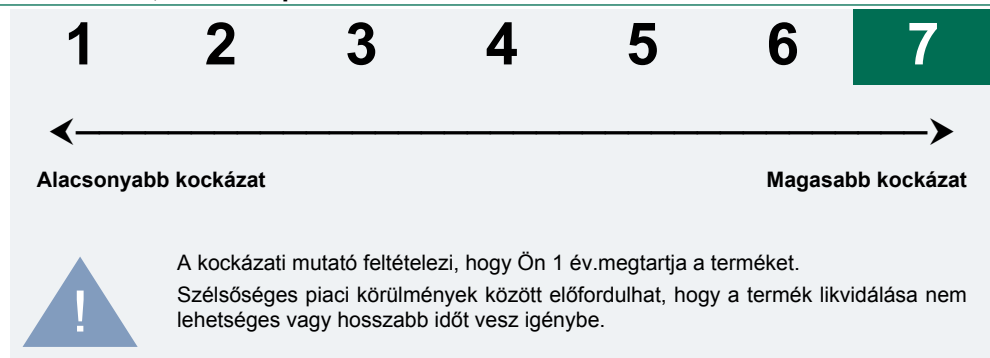 1 2 3 4 5 6 7
Alacsonyabb kockázat Magasabb kockázat
A kockázati mutató feltételezi, hogy Ön 1 év.megtartja a terméket.
Szélsőséges piaci körülmények között előfordulhat, hogy a termék likvidálása nem
lehetséges vagy hosszabb időt vesz igénybe.
!